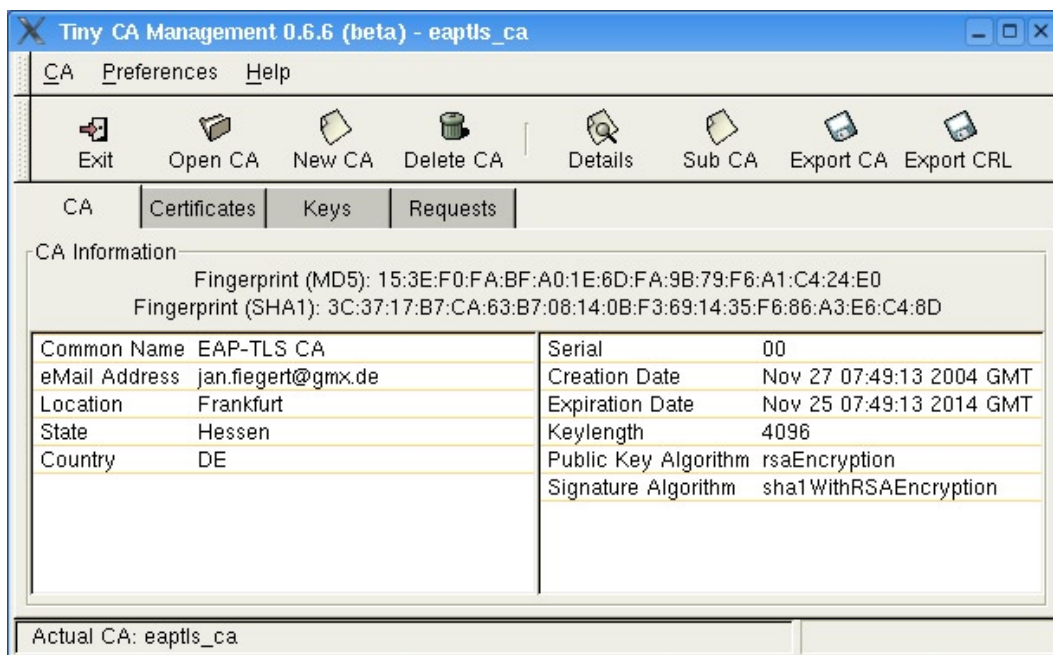 Tiny CA Management 0.6.6 (beta) - eaptls_ca
CA Preferences Help
Exit Open CA New CA Delete CA Details Sub CA Export CA Export CRL
CA Certificates Keys Requests
CA Information
Fingerprint (MD5): 15:3E:F0:FA:BF:A0:1E:6D:FA:9B:79:F6:A1:C4:24:E0
Fingerprint (SHA1): 3C:37:17:B7:CA:63:B7:08:14:0B:F3:69:14:35:F6:86:A3:E6:C4:8D
Common Name EAP-TLS CA
eMail Address jan.fiegert@gmx.de
Location Frankfurt
State Hessen
Country DE
Serial 00
Creation Date Nov 27 07:49:13 2004 GMT
Expiration Date Nov 25 07:49:13 2014 GMT
Keylength 4096
Public Key Algorithm rsaEncryption
Signature Algorithm sha1WithRSAEncryption
Actual CA: eaptls_ca